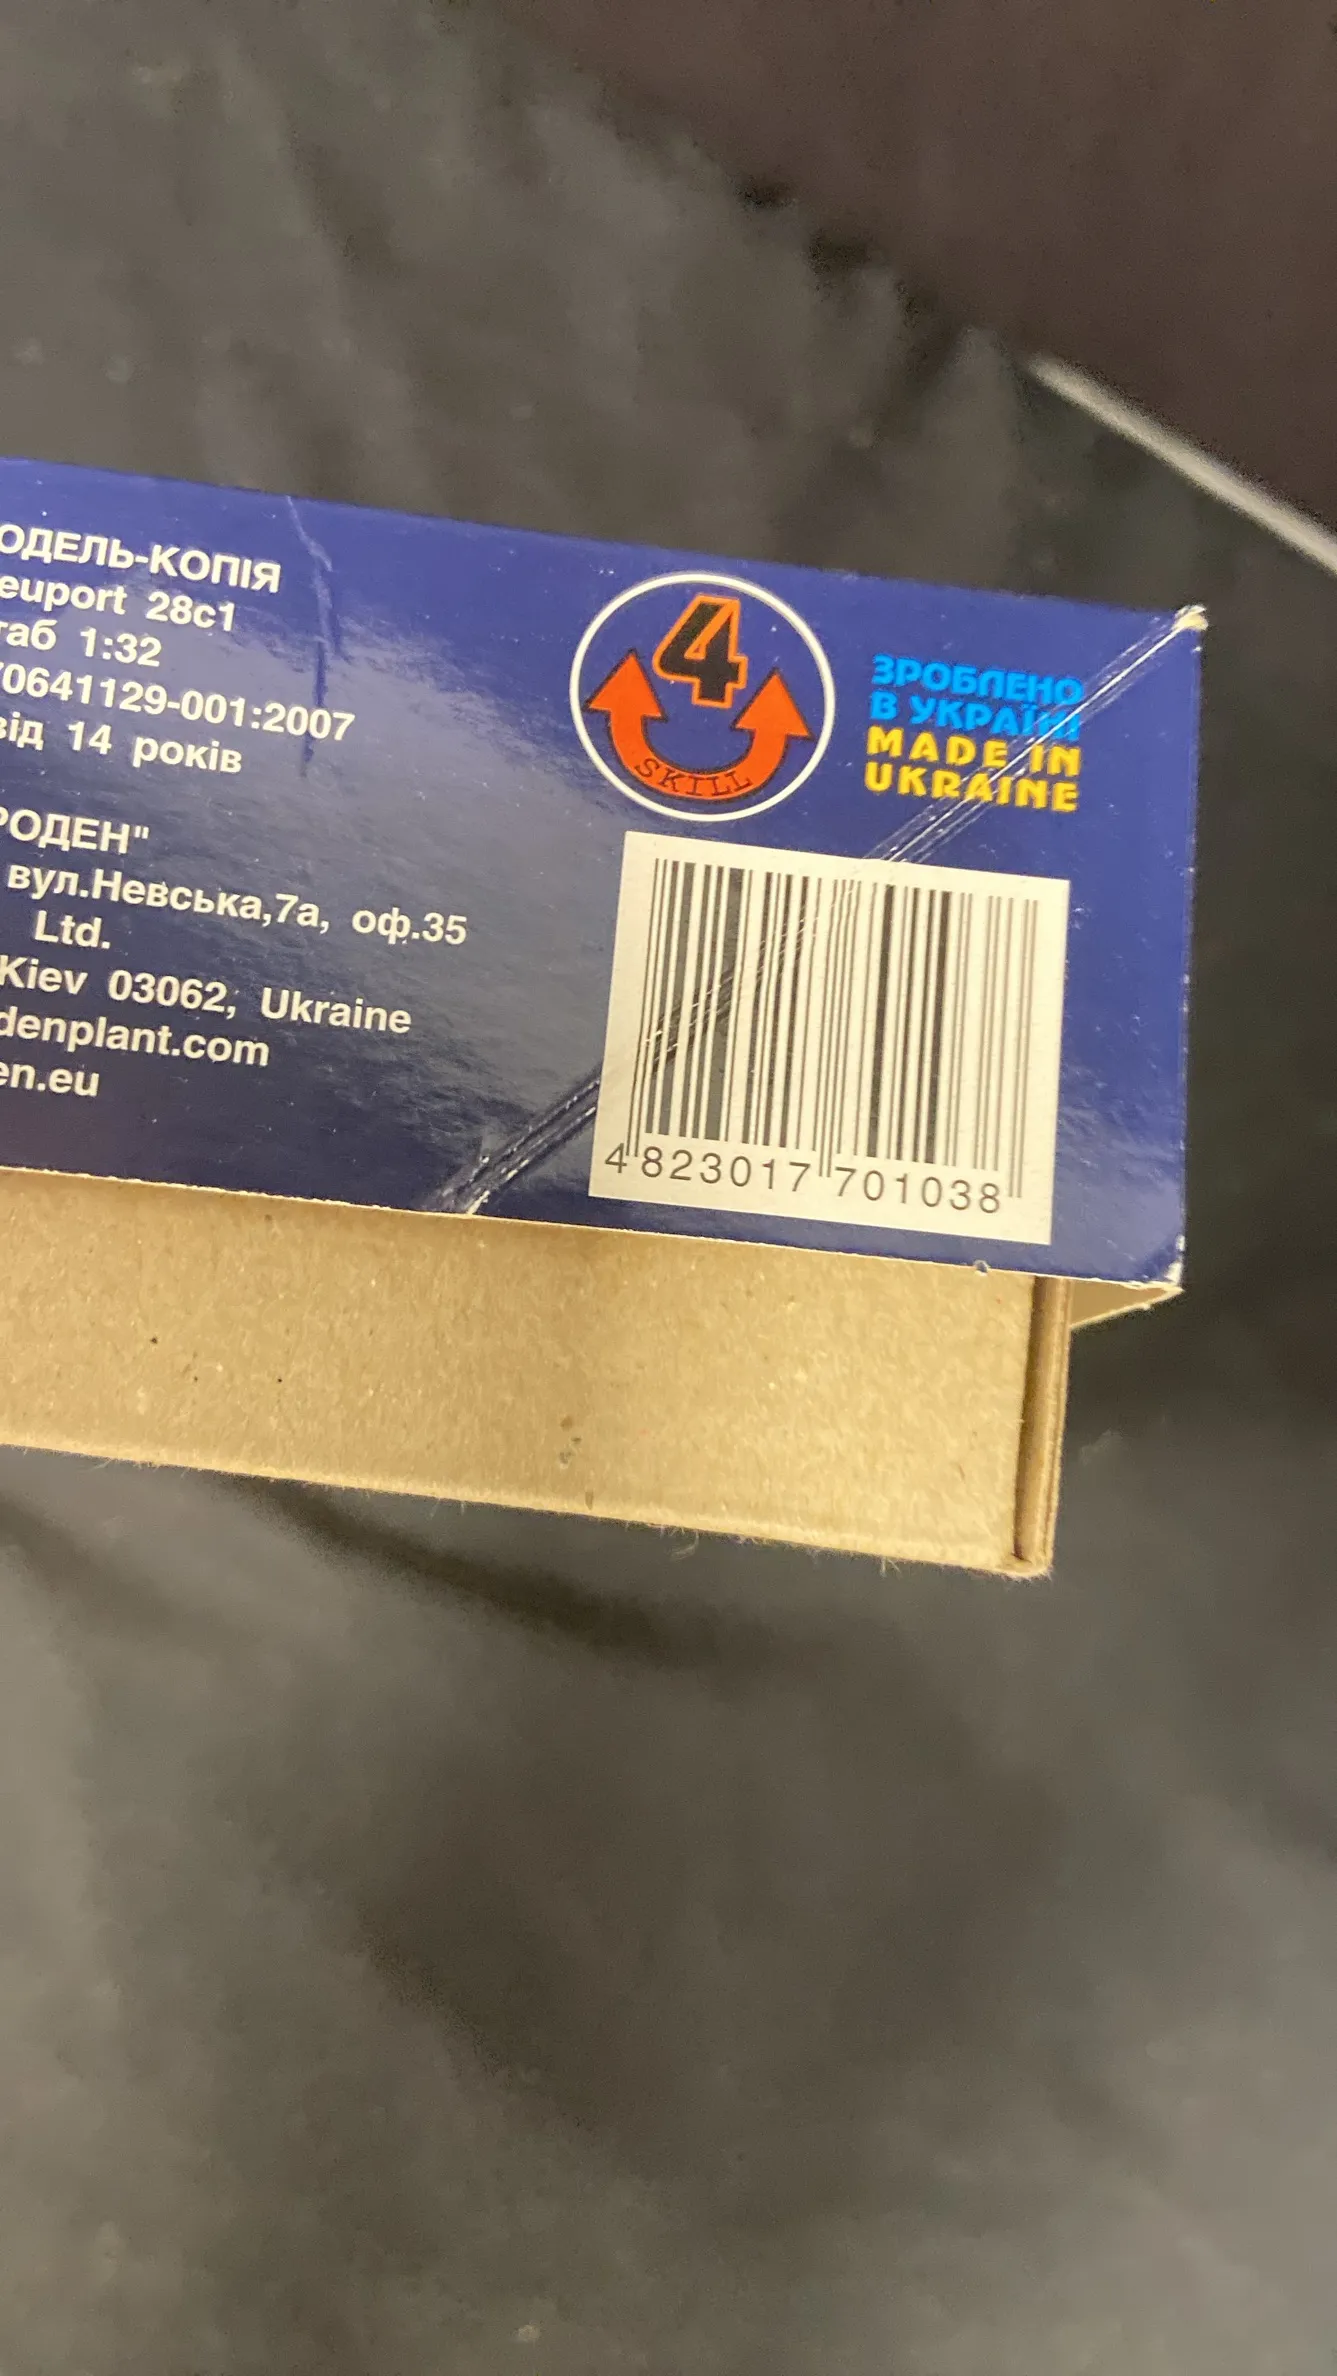 ОДЕЛЬ-КОПІЯ
euport 28c1
таб 1:32
70641129-001:2007
від 14 років
РОДЕН"
вул.Невська,7а, оф.35
Ltd.
Kiev 03062, Ukraine
denplant.com
en.eu
4
SKILL
ЗРОБЛЕНО
В УКРАЇНІ
MADE IN
UKRAINE
4 823017 701038